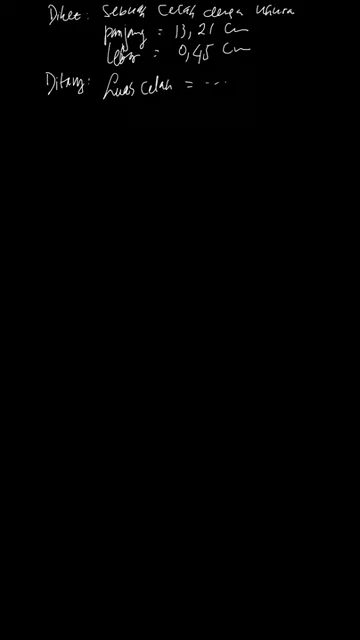 Diket: Sebuah Celah dengan ukuran
panjang = 13,21 Cm
lebar = 0,45 Cm
Ditany: Luas Celah = ...